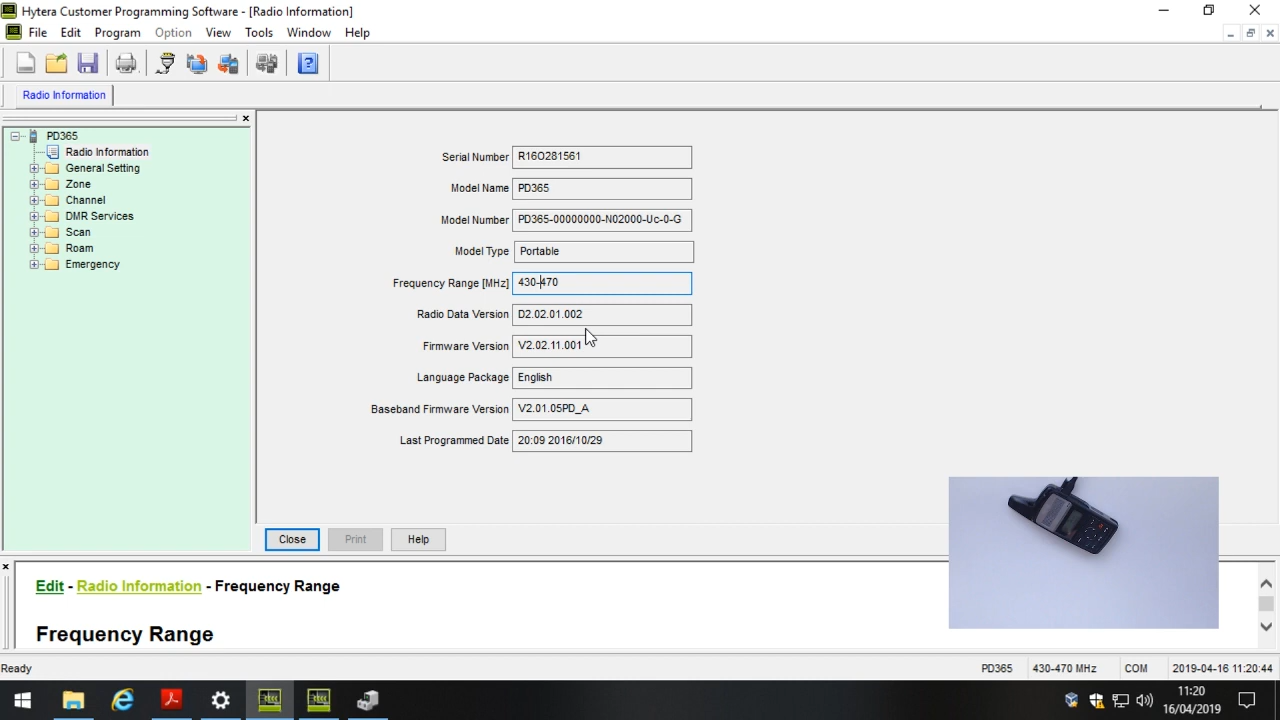 Hytera Customer Programming Software - [Radio Information]
File Edit Program Option View Tools Window Help
Radio Information
PD365
Radio Information
General Setting
Zone
Channel
DMR Services
Scan
Roam
Emergency
Serial Number R16O281561
Model Name PD365
Model Number PD365-00000000-N02000-Uc-0-G
Model Type Portable
Frequency Range [MHz] 430-470
Radio Data Version D2.02.01.002
Firmware Version V2.02.11.001
Language Package English
Baseband Firmware Version V2.01.05PD_A
Last Programmed Date 20:09 2016/10/29
Close Print Help
Edit - Radio Information - Frequency Range
Frequency Range
Ready PD365 430-470 MHz COM 2019-04-16 11:20:44
11:20
16/04/2019